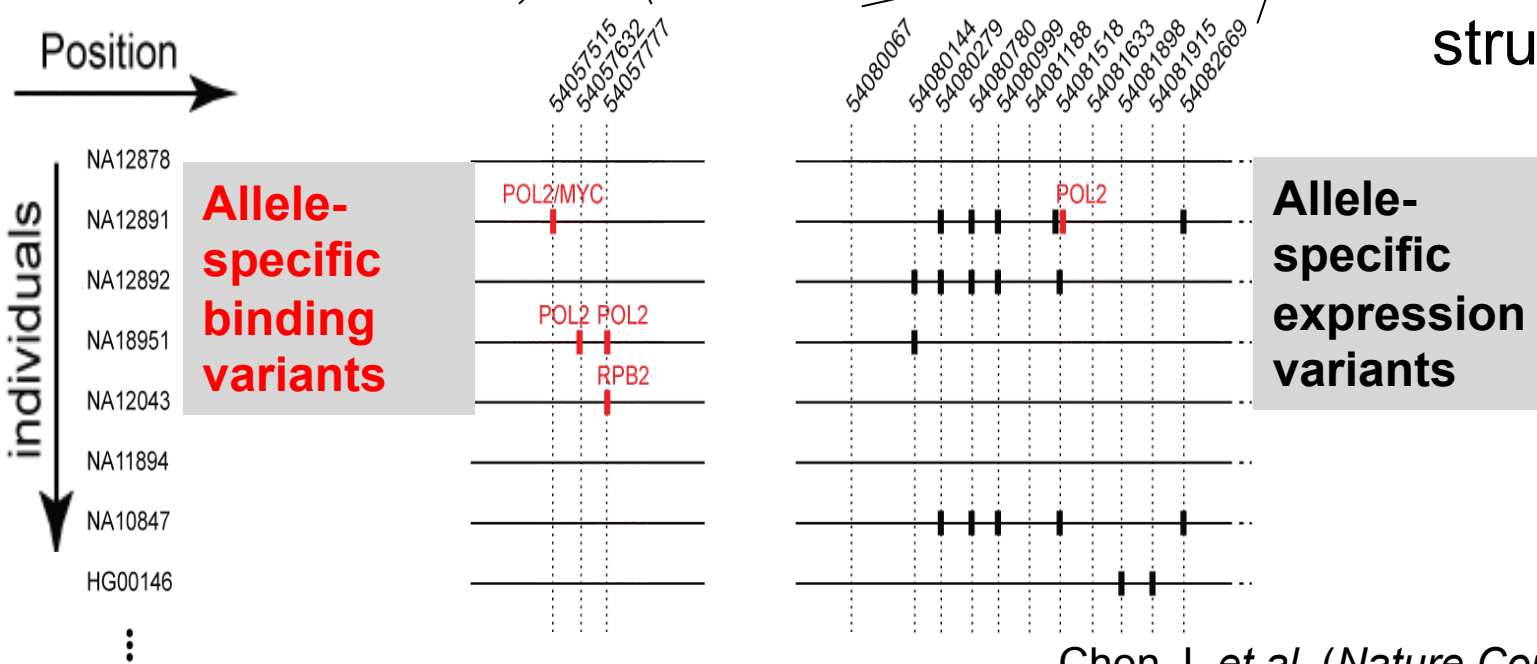 Position
54057515
54057632
54057777
54080067
54080144
54080279
54080780
54080999
54081188
54081518
54081633
54081898
54081915
54082669
stru
individuals
NA12878
NA12891
NA12892
NA18951
NA12043
NA11894
NA10847
HG00146
Allele-
specific
binding
variants
POL2/MYC
POL2
POL2 POL2
RPB2
Allele-
specific
expression
variants
Chen J. et al. (Nature Co